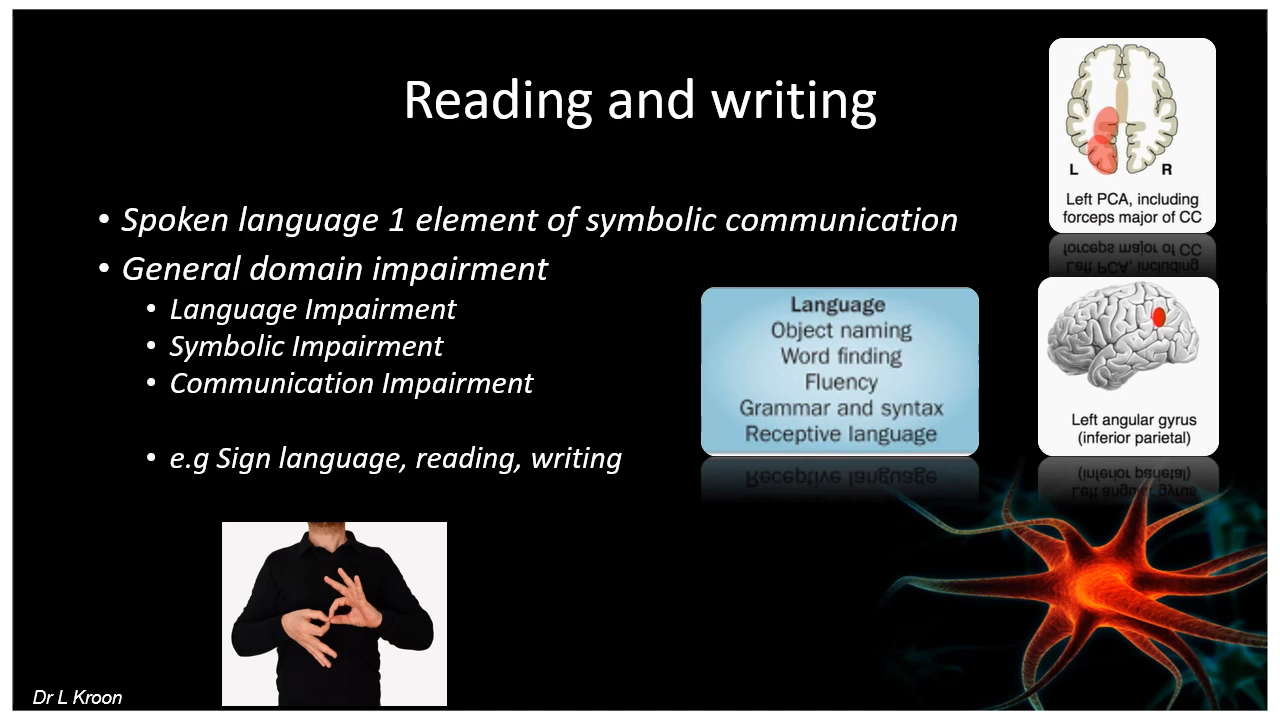 Reading and writing
Spoken language 1 element of symbolic communication
General domain impairment
Language Impairment
Symbolic Impairment
Communication Impairment
e.g Sign language, reading, writing
Language
Object naming
Word finding
Fluency
Grammar and syntax
Receptive language
L R
Left PCA, including
forceps major of CC
Left angular gyrus
(inferior parietal)
Dr L Kroon